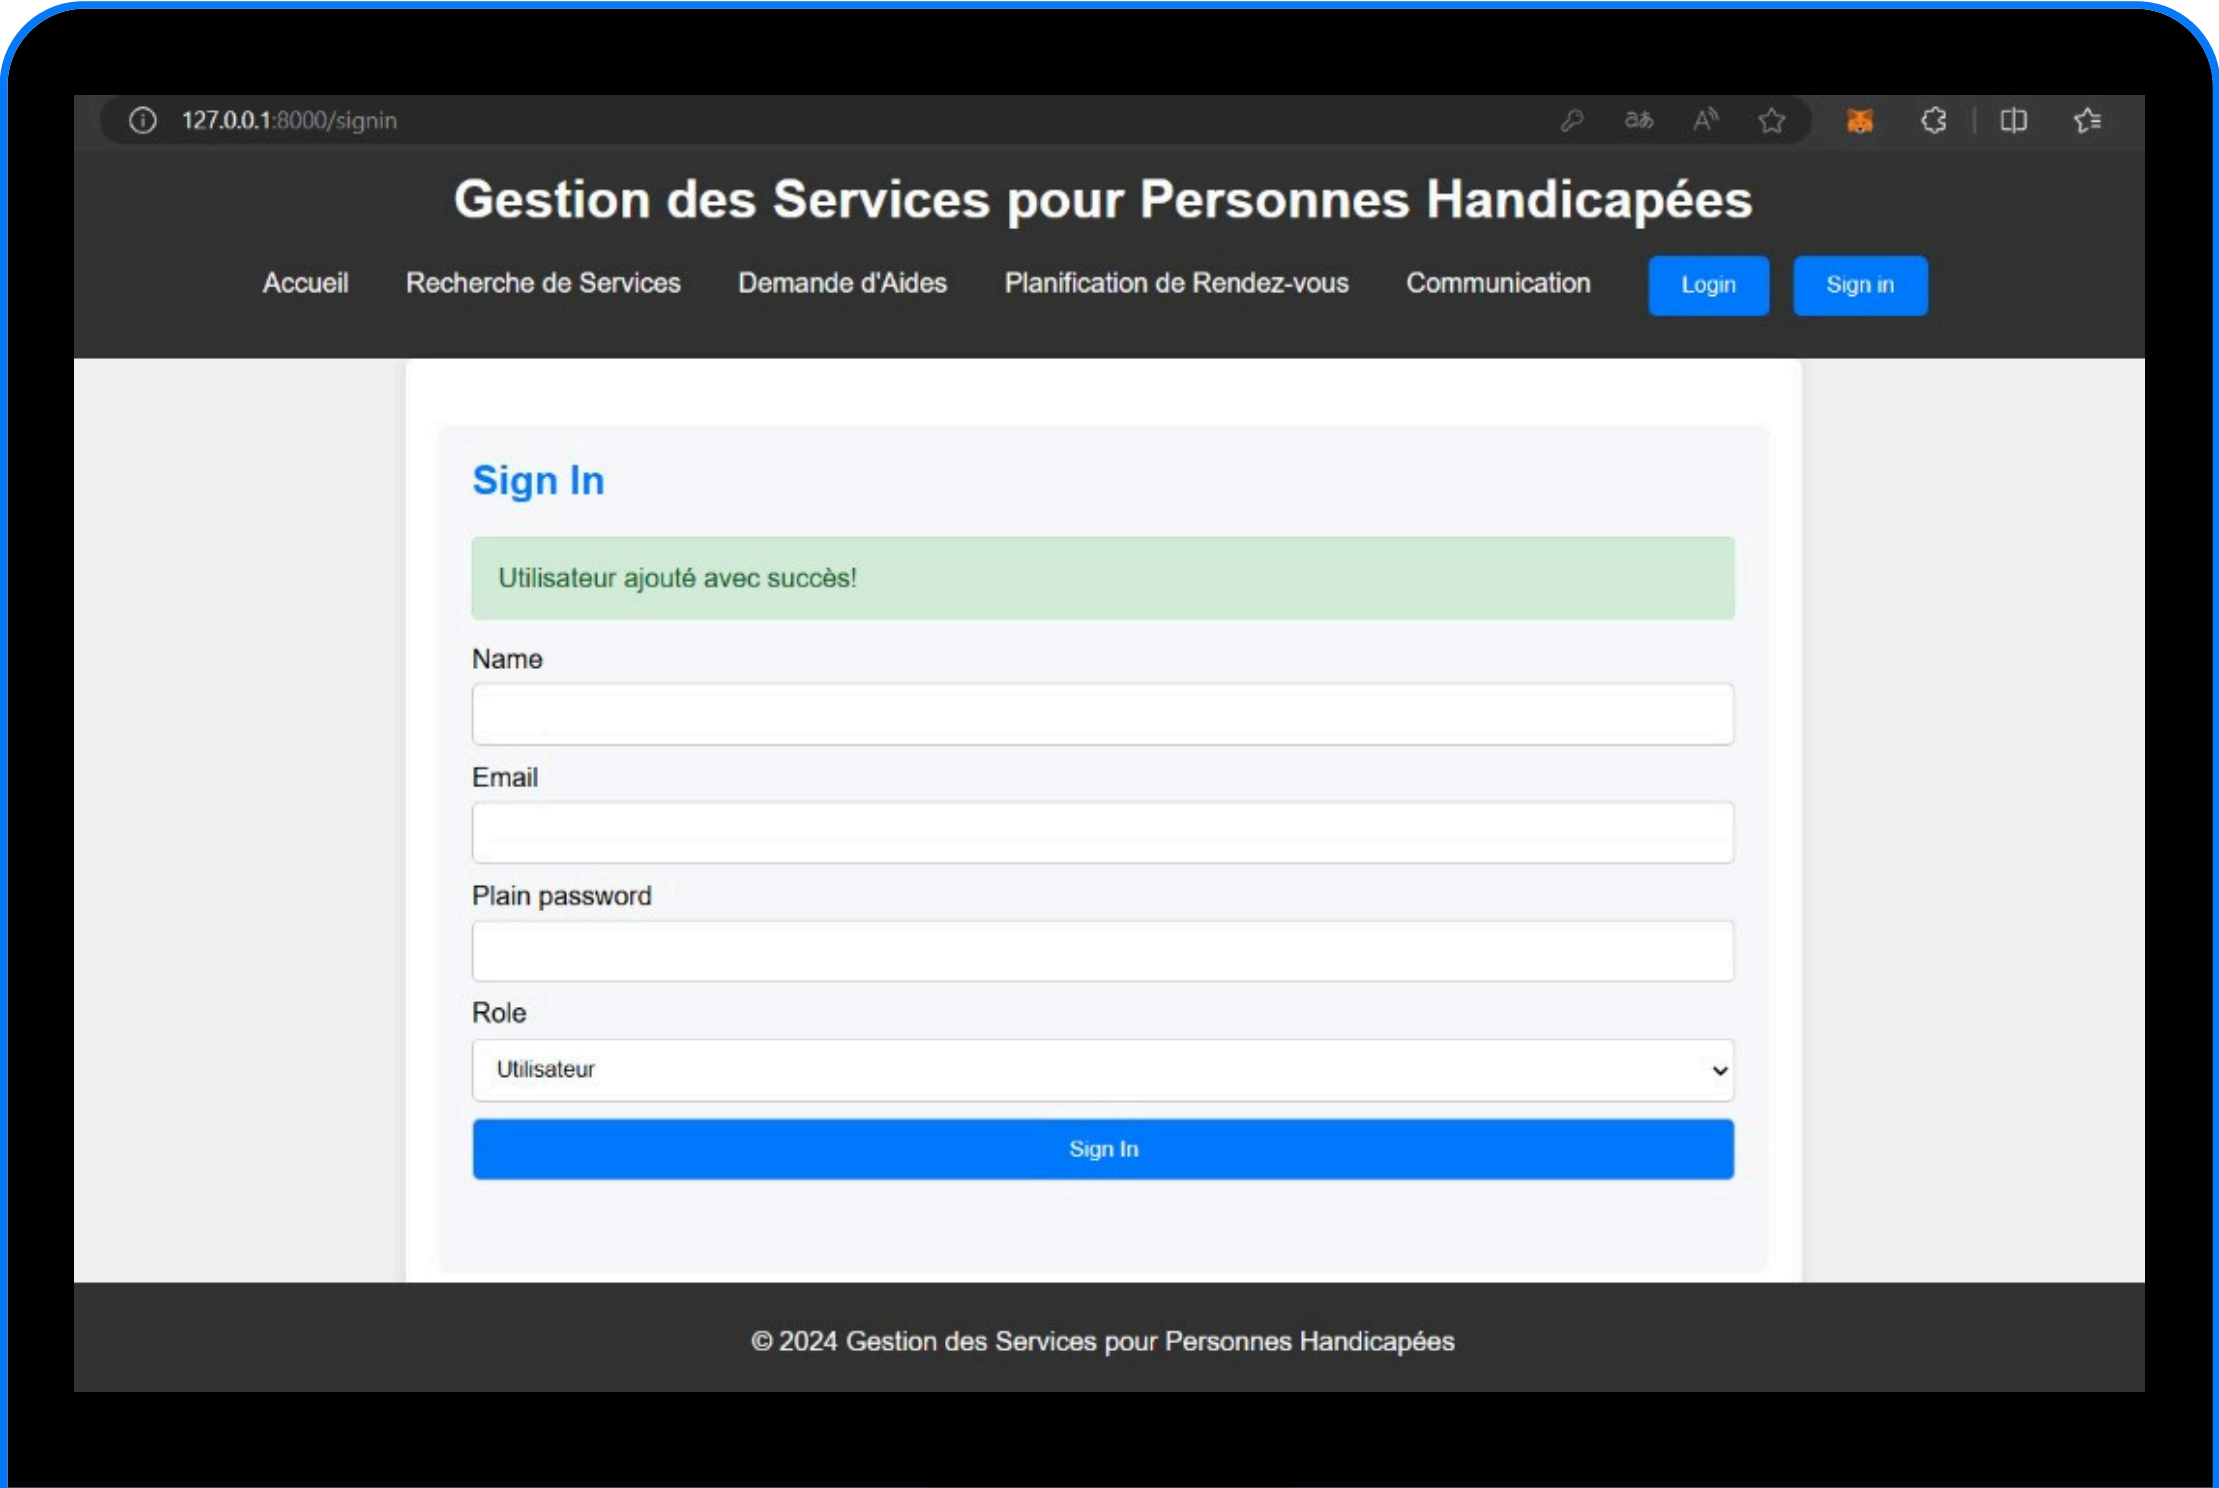 127.0.0.1:8000/signin
Gestion des Services pour Personnes Handicapées
Accueil Recherche de Services Demande d'Aides Planification de Rendez-vous Communication Login Sign in
Sign In
Utilisateur ajouté avec succès!
Name
Email
Plain password
Role
Utilisateur
Sign In
© 2024 Gestion des Services pour Personnes Handicapées